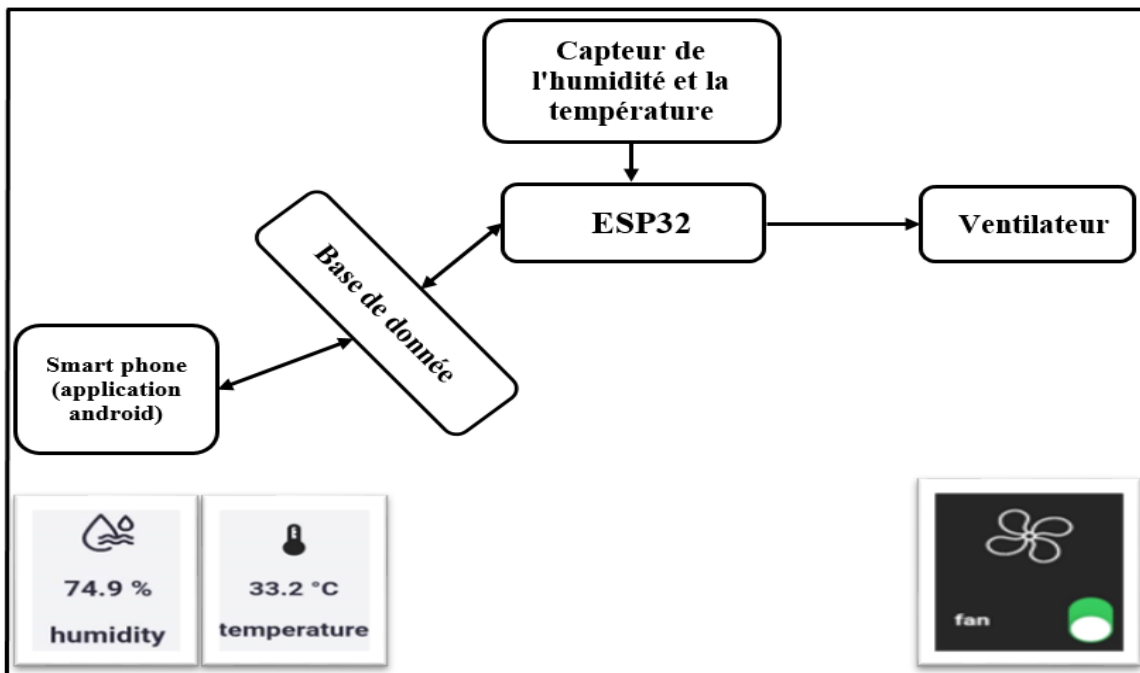 Capteur de
l'humidité et la
température
ESP32
Ventilateur
Base de donnée
Smart phone
(application
android)
74.9 %
humidity
33.2 °C
temperature
fan